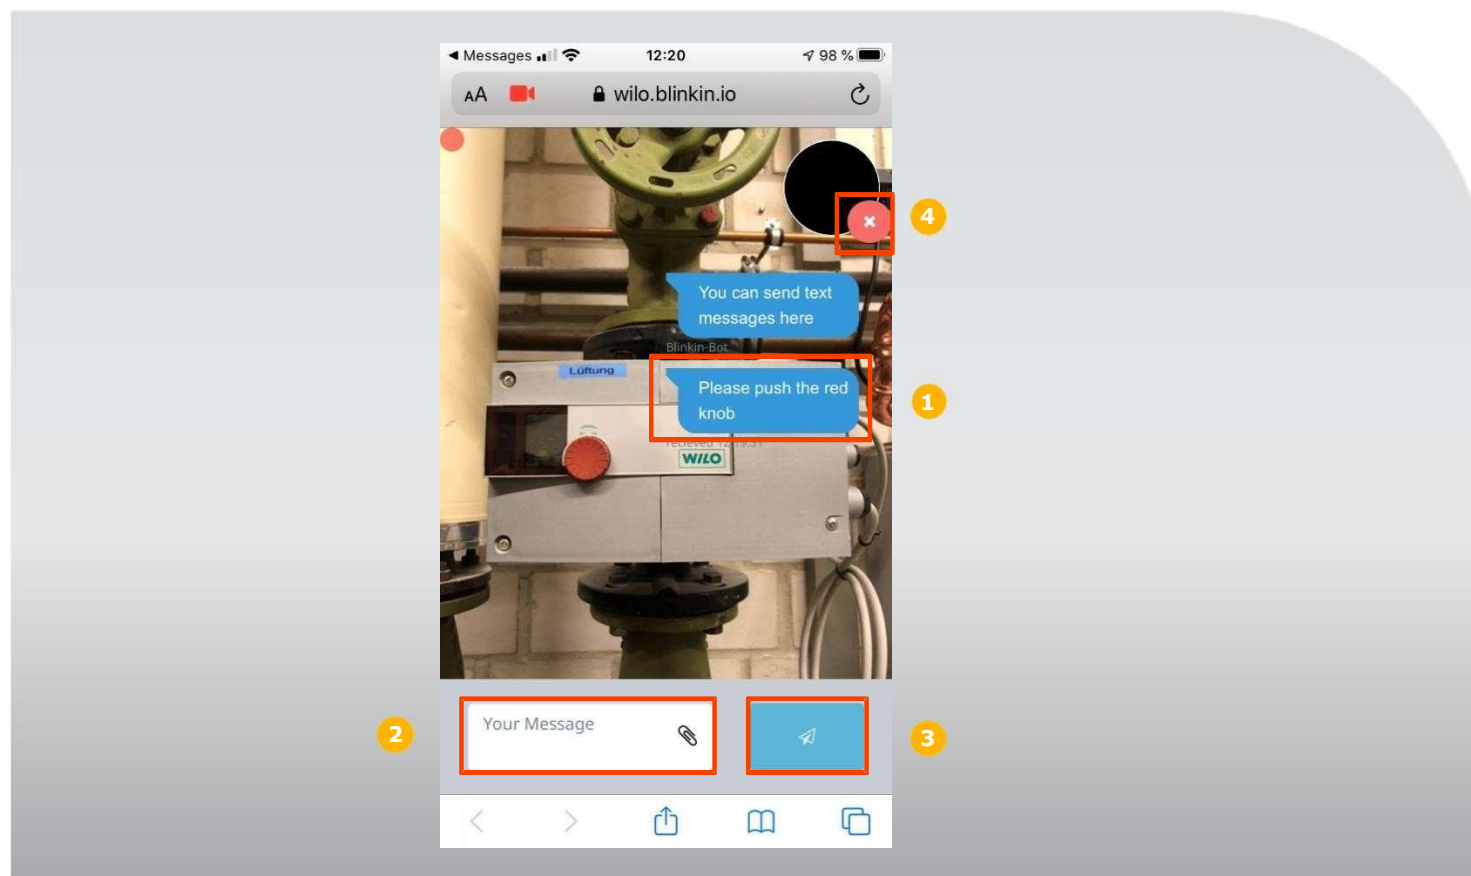 Messages 12:20 98 %
AA wilo.blinkin.io
4
You can send text
messages here
Blinkin-Bot
Lüftung
Please push the red
knob
1
WILO
2
Your Message
3